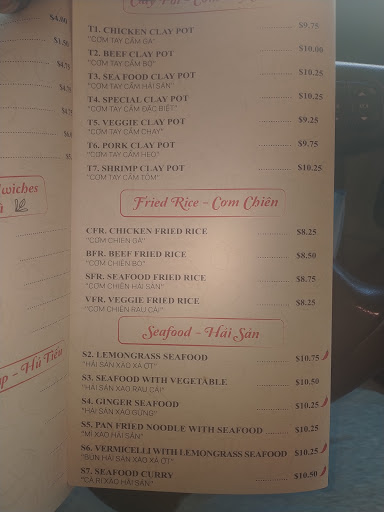 $4.00
$1.50
wiches
p - Hủ Tiếu
T1. CHICKEN CLAY POT $9.75
"CƠM TAY CẦM GÀ"
T2. BEEF CLAY POT $10.00
"CƠM TAY CẦM BÒ"
T3. SEA FOOD CLAY POT $10.25
"CƠM TAY CẦM HẢI SẢN"
T4. SPECIAL CLAY POT $10.25
"CƠM TAY CẦM ĐẶC BIỆT"
T5. VEGGIE CLAY POT $9.25
"CƠM TAY CẦM CHAY"
T6. PORK CLAY POT $9.75
"CƠM TAY CẦM HEO"
T7. SHRIMP CLAY POT $10.25
"CƠM TAY CẦM TÔM"
Fried Rice - Cơm Chiên
CFR. CHICKEN FRIED RICE $8.25
"CƠM CHIÊN GÀ"
BFR. BEEF FRIED RICE $8.50
"CƠM CHIÊN BÒ"
SFR. SEAFOOD FRIED RICE $8.75
"CƠM CHIÊN HẢI SẢN"
VFR. VEGGIE FRIED RICE $8.25
"CƠM CHIÊN RAU CẢI"
Seafood - Hải Sản
S2. LEMONGRASS SEAFOOD $10.75
"HẢI SẢN XÀO XẢ ỚT"
S3. SEAFOOD WITH VEGETABLE $10.50
"HẢI SẢN XÀO RAU CẢI"
S4. GINGER SEAFOOD $10.25
"HẢI SẢN XÀO GỪNG"
S5. PAN FRIED NOODLE WITH SEAFOOD $10.25
"MÌ XÀO HẢI SẢN"
S6. VERMICELLI WITH LEMONGRASS SEAFOOD $10.25
"BÚN HẢI SẢN XÀO XẢ ỚT"
S7. SEAFOOD CURRY $10.50
"CÀ RI XÀO HẢI SẢN"